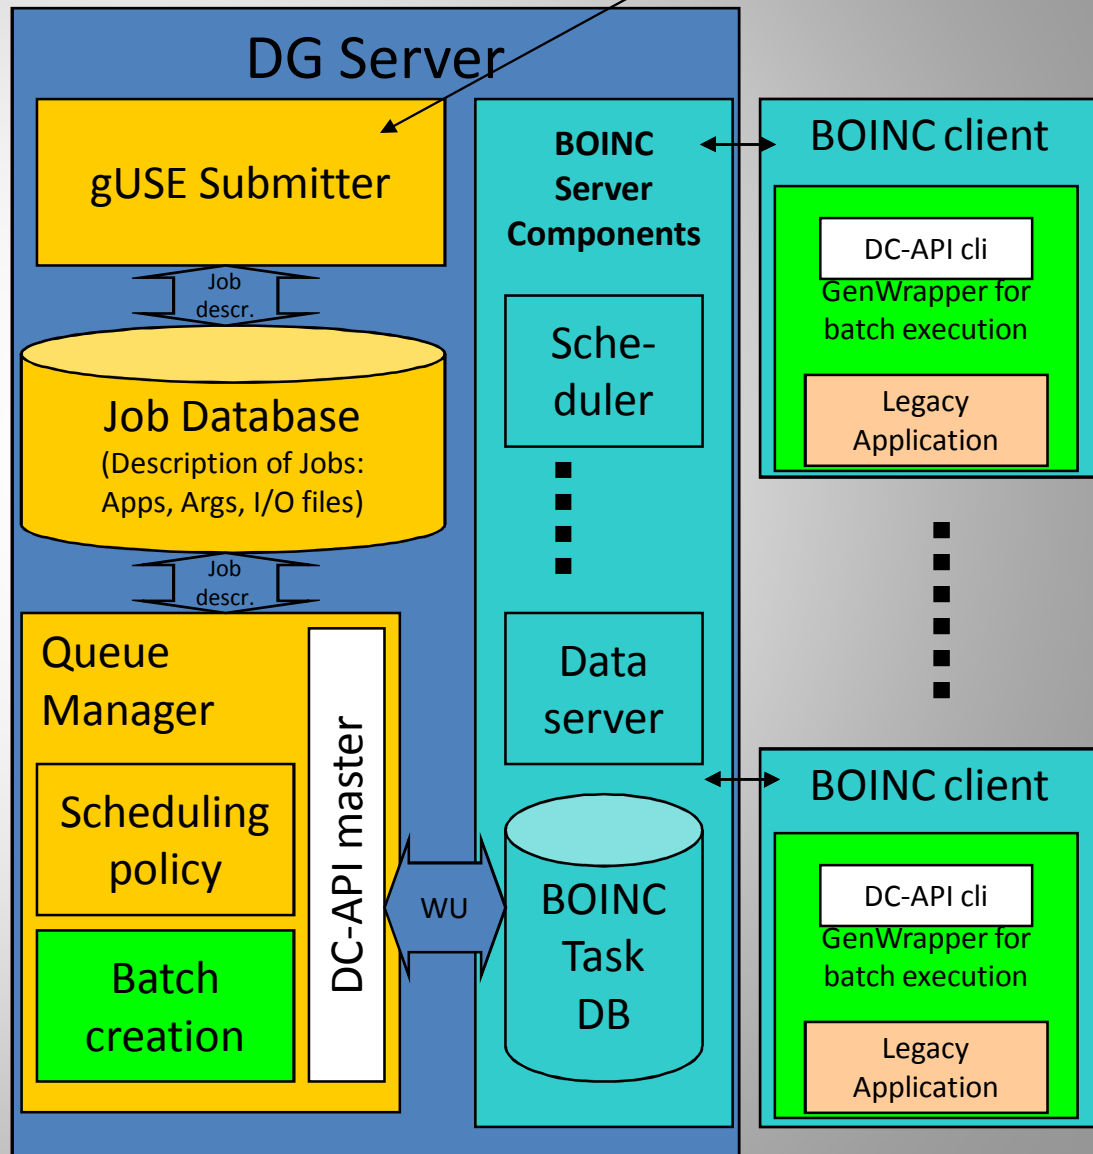 DG Server
gUSE Submitter
Job
descr.
Job Database
(Description of Jobs:
Apps, Args, I/O files)
Job
descr.
Queue
Manager
Scheduling
policy
Batch
creation
DC-API master
WU
BOINC
Server
Components
Sche-
duler
Data
server
BOINC
Task
DB
BOINC client
DC-API cli
GenWrapper for
batch execution
Legacy
Application
BOINC client
DC-API cli
GenWrapper for
batch execution
Legacy
Application